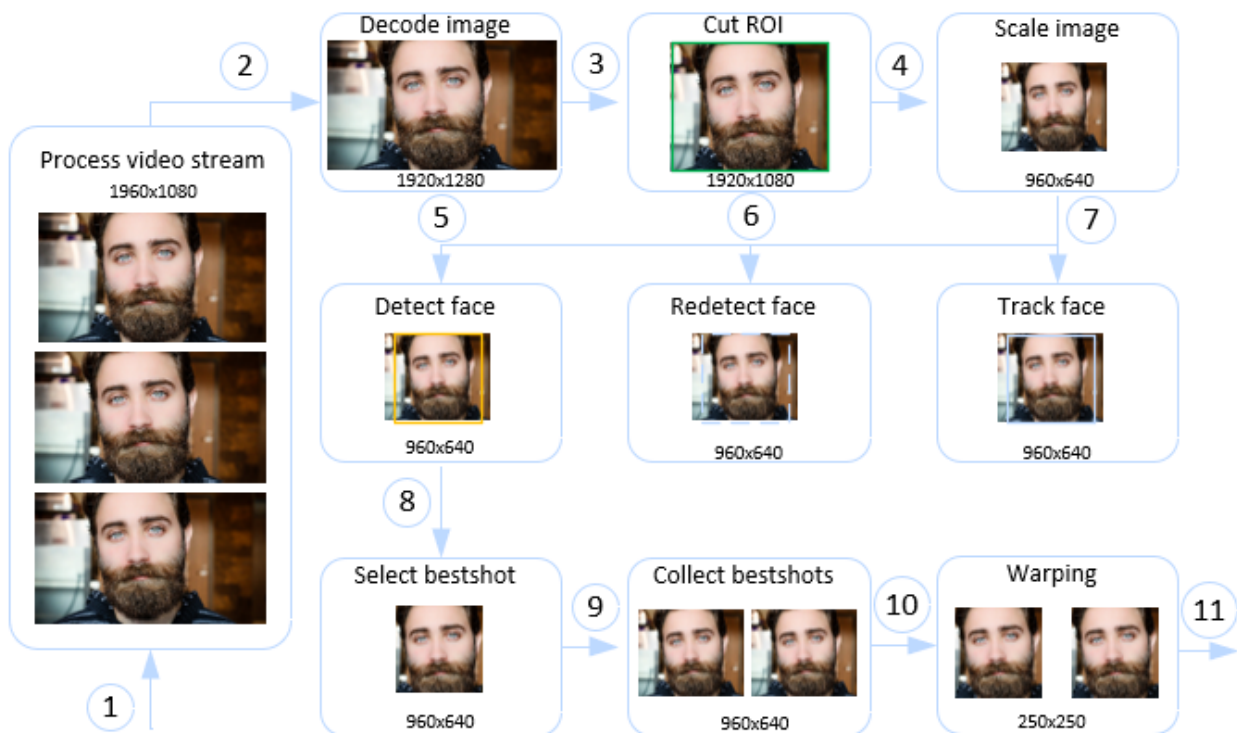 Decode image
Cut ROI
Scale image
2
3
4
Process video stream
1960x1080
1920x1280
1920x1080
960x640
5
6
7
Detect face
Redetect face
Track face
960x640
960x640
960x640
8
Select bestshot
Collect bestshots
Warping
9
10
11
1
960x640
960x640
250x250